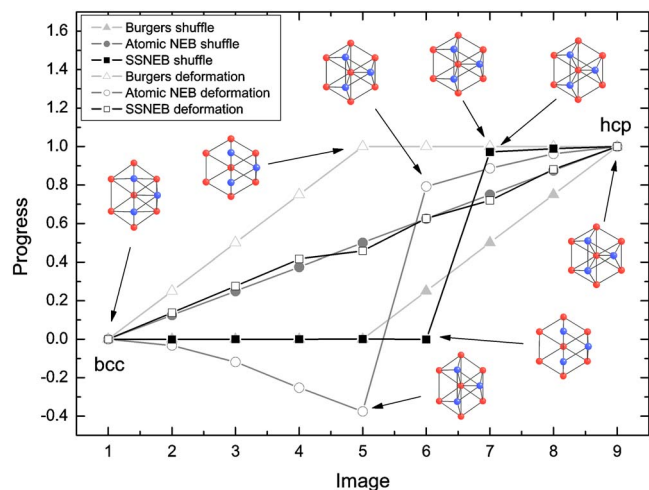 Burgers shuffle
Atomic NEB shuffle
SSNEB shuffle
Burgers deformation
Atomic NEB deformation
SSNEB deformation
1.6
1.4
1.2
1.0
0.8
0.6
0.4
0.2
0.0
-0.2
-0.4
Progress
hcp
bcc
1 2 3 4 5 6 7 8 9
Image